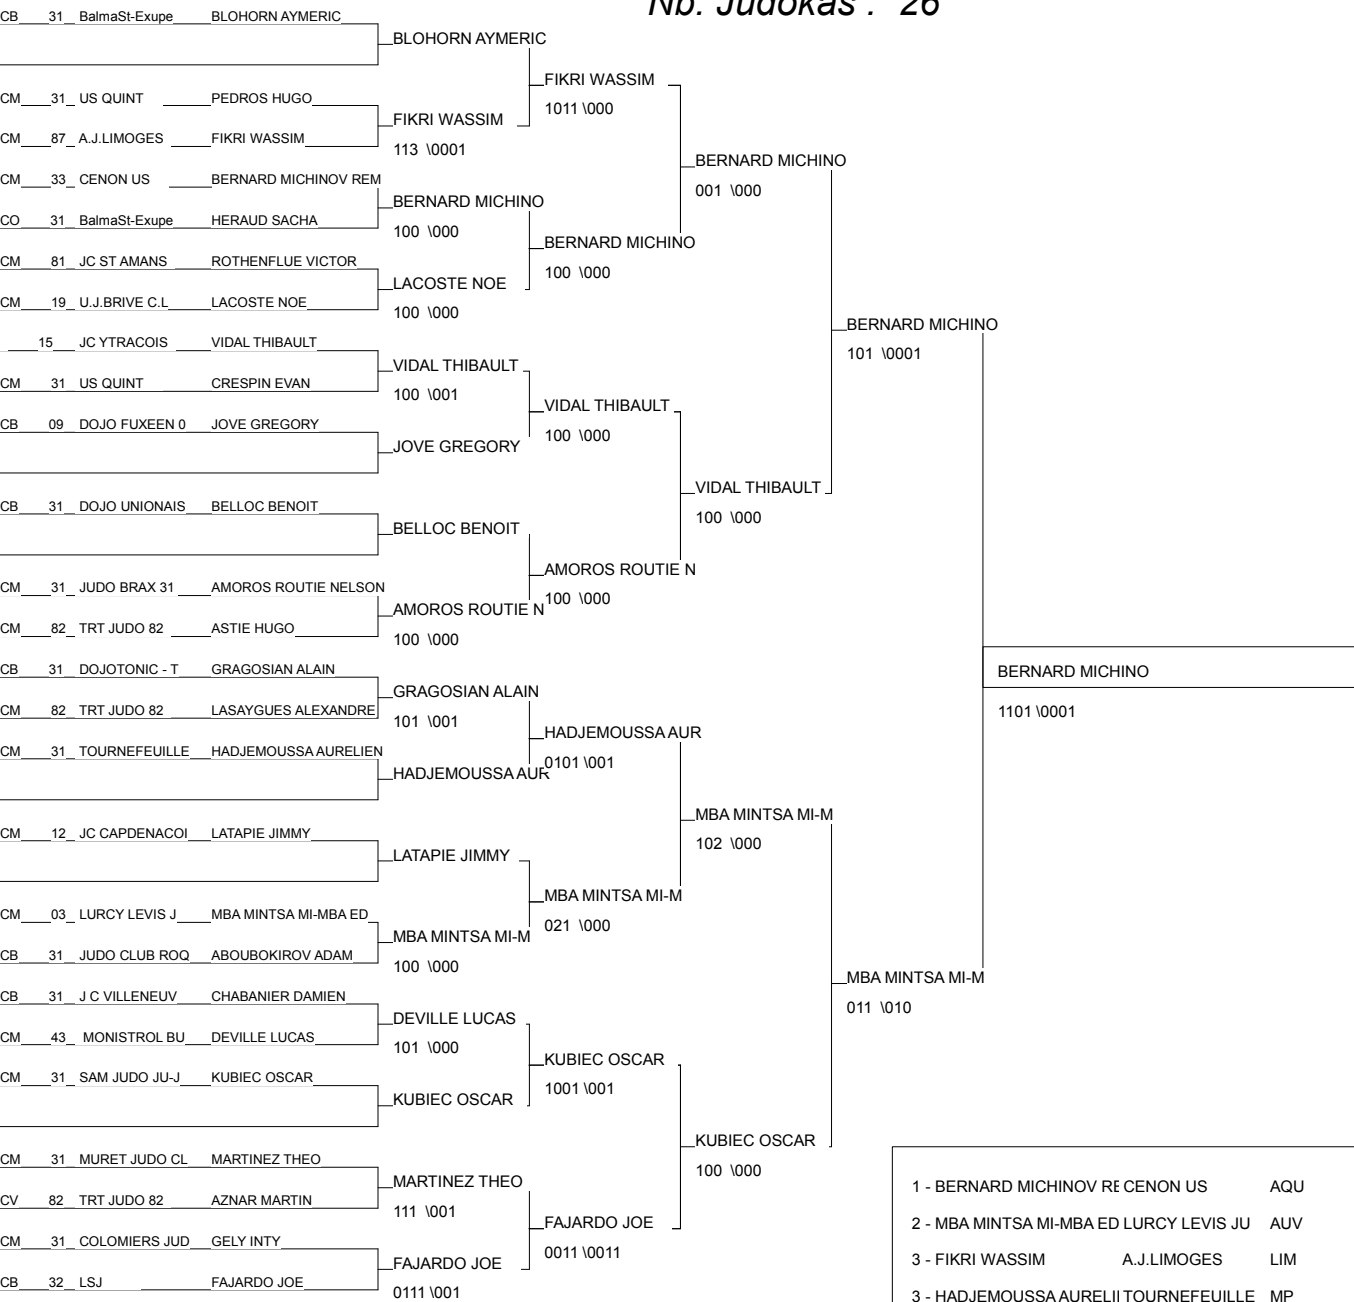 Nb. Judokas : 26
CB 31 BalmaSt-Exupe BLOHORN AYMERIC
BLOHORN AYMERIC
FIKRI WASSIM
1011 \000
CM 31 US QUINT PEDROS HUGO
FIKRI WASSIM
113 \0001
CM 87 A.J.LIMOGES FIKRI WASSIM
BERNARD MICHINO
001 \000
CM 33 CENON US BERNARD MICHINOV REM
BERNARD MICHINO
100 \000
CO 31 BalmaSt-Exupe HERAUD SACHA
BERNARD MICHINO
100 \000
CM 81 JC ST AMANS ROTHENFLUE VICTOR
LACOSTE NOE
100 \000
CM 19 U.J.BRIVE C.L LACOSTE NOE
BERNARD MICHINO
101 \0001
15 JC YTRACOIS VIDAL THIBAULT
VIDAL THIBAULT
100 \001
CM 31 US QUINT CRESPIN EVAN
VIDAL THIBAULT
100 \000
CB 09 DOJO FUXEEN 0 JOVE GREGORY
JOVE GREGORY
VIDAL THIBAULT
100 \000
CB 31 DOJO UNIONAIS BELLOC BENOIT
BELLOC BENOIT
AMOROS ROUTIE N
100 \000
CM 31 JUDO BRAX 31 AMOROS ROUTIE NELSON
AMOROS ROUTIE N
100 \000
CM 82 TRT JUDO 82 ASTIE HUGO
BERNARD MICHINO
1101 \0001
CB 31 DOJOTONIC - T GRAGOSIAN ALAIN
GRAGOSIAN ALAIN
101 \001
CM 82 TRT JUDO 82 LASAYGUES ALEXANDRE
HADJEMOUSSA AUR
0101 \001
CM 31 TOURNEFEUILLE HADJEMOUSSA AURELIEN
HADJEMOUSSA AUR
MBA MINTSA MI-M
102 \000
CM 12 JC CAPDENACOI LATAPIE JIMMY
LATAPIE JIMMY
MBA MINTSA MI-M
021 \000
CM 03 LURCY LEVIS J MBA MINTSA MI-MBA ED
MBA MINTSA MI-M
100 \000
CB 31 JUDO CLUB ROQ ABOUBOKIROV ADAM
MBA MINTSA MI-M
011 \010
CB 31 J C VILLENEUV CHABANIER DAMIEN
DEVILLE LUCAS
101 \000
CM 43 MONISTROL BU DEVILLE LUCAS
KUBIEC OSCAR
1001 \001
CM 31 SAM JUDO JU-J KUBIEC OSCAR
KUBIEC OSCAR
KUBIEC OSCAR
100 \000
CM 31 MURET JUDO CL MARTINEZ THEO
MARTINEZ THEO
111 \001
CV 82 TRT JUDO 82 AZNAR MARTIN
FAJARDO JOE
0011 \0011
CM 31 COLOMIERS JUD GELY INTY
FAJARDO JOE
0111 \001
CB 32 LSJ FAJARDO JOE
1 - BERNARD MICHINOV RE CENON US AQU
2 - MBA MINTSA MI-MBA ED LURCY LEVIS JU AUV
3 - FIKRI WASSIM A.J.LIMOGES LIM
3 - HADJEMOUSSA AURELII TOURNEFEUILLE MP